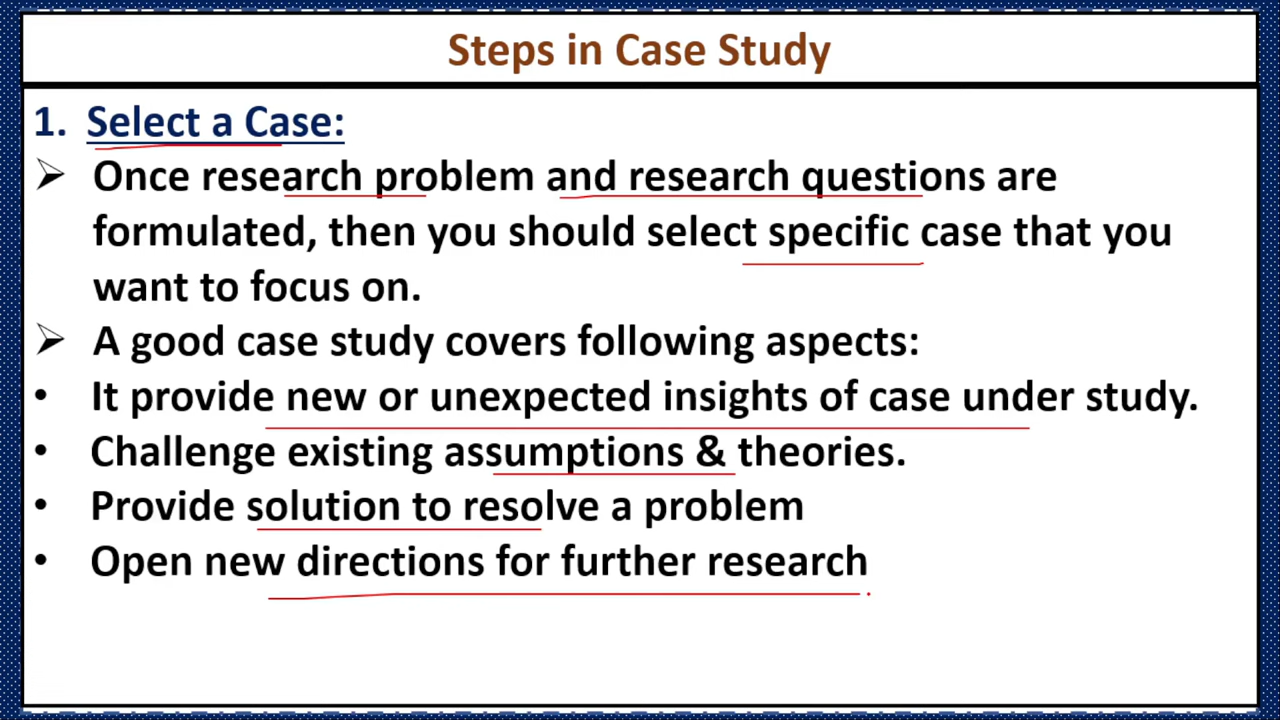 Steps in Case Study
1. Select a Case:
➢ Once research problem and research questions are
formulated, then you should select specific case that you
want to focus on.
➢ A good case study covers following aspects:
• It provide new or unexpected insights of case under study.
• Challenge existing assumptions & theories.
• Provide solution to resolve a problem
• Open new directions for further research